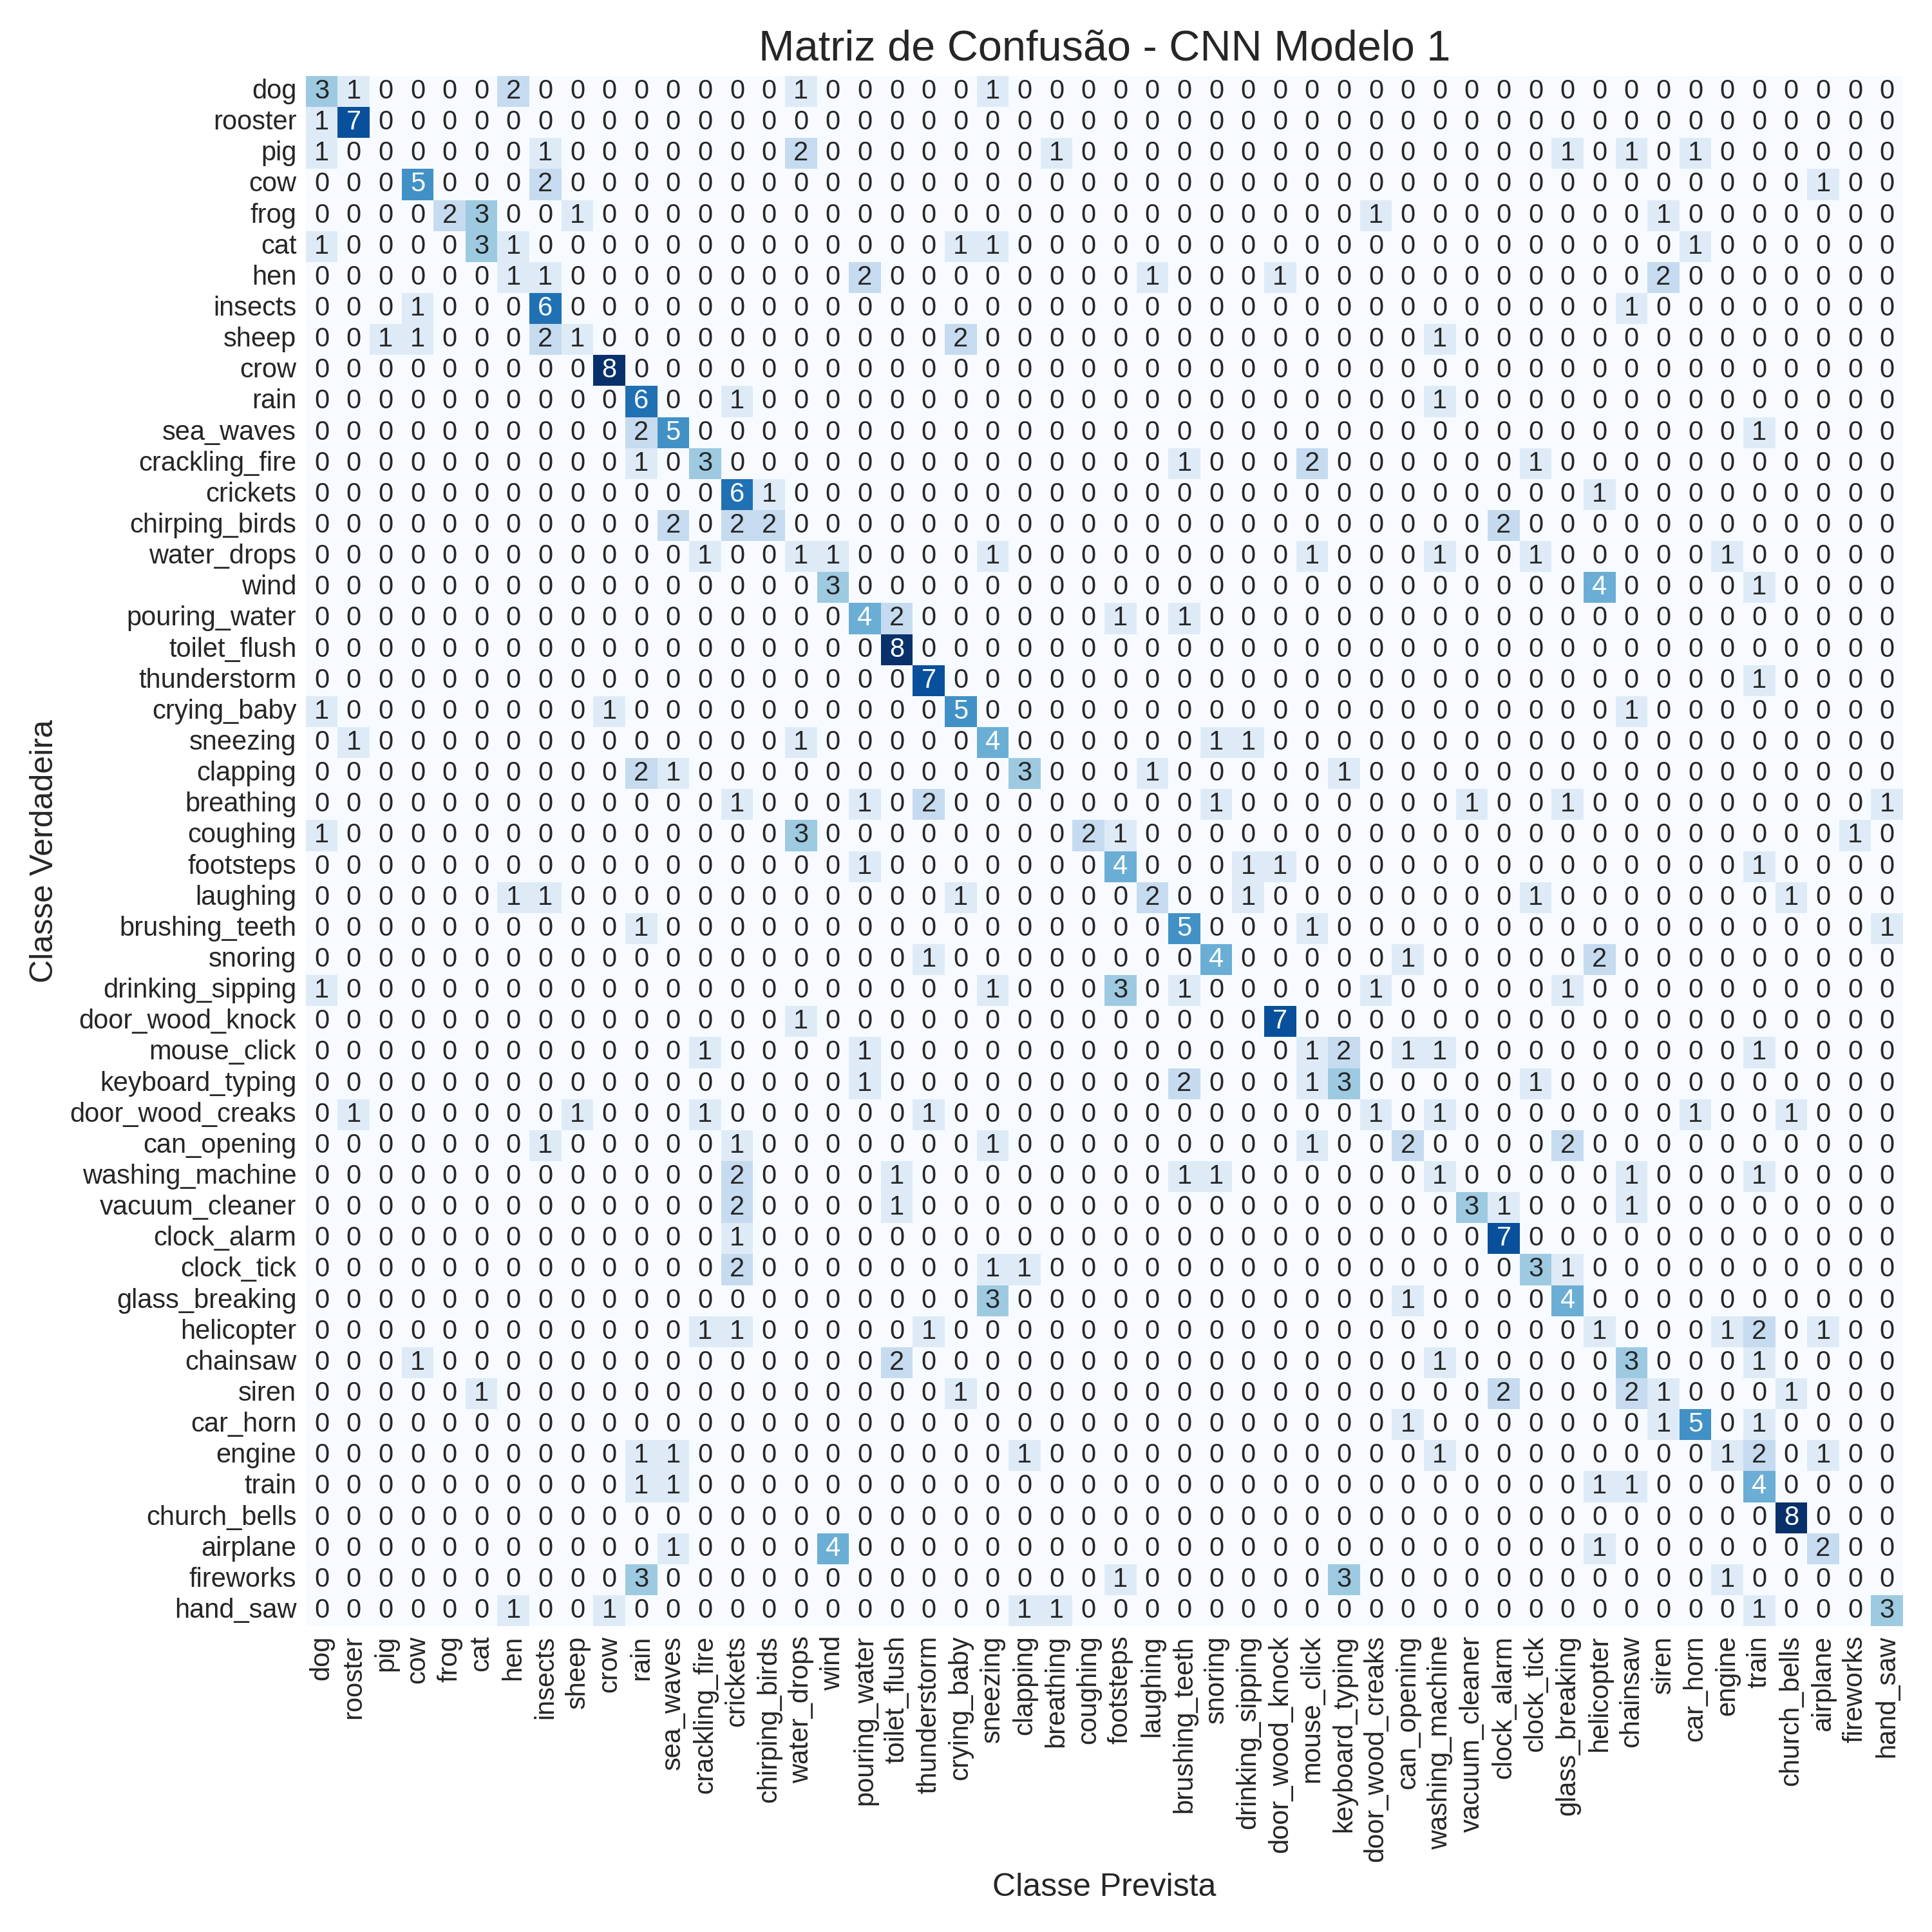 Matriz de Confusão - CNN Modelo 1
dog 3 1 0 0 0 0 2 0 0 0 0 0 0 0 0 1 0 0 0 0 0 1 0 0 0 0 0 0 0 0 0 0 0 0 0 0 0 0 0 0 0 0 0 0 0 0 0 0 0 0
rooster 1 7 0 0 0 0 0 0 0 0 0 0 0 0 0 0 0 0 0 0 0 0 0 0 0 0 0 0 0 0 0 0 0 0 0 0 0 0 0 0 0 0 0 0 0 0 0 0 0 0
pig 1 0 0 0 0 0 0 1 0 0 0 0 0 0 0 2 0 0 0 0 0 0 0 1 0 0 0 0 0 0 0 0 0 0 0 0 0 0 0 1 0 1 0 1 0 0 0 0 0 0
cow 0 0 0 5 0 0 0 2 0 0 0 0 0 0 0 0 0 0 0 0 0 0 0 0 0 0 0 0 0 0 0 0 0 0 0 0 0 0 0 0 0 0 0 0 0 0 0 1 0 0
frog 0 0 0 0 2 3 0 0 1 0 0 0 0 0 0 0 0 0 0 0 0 0 0 0 0 0 0 0 0 0 0 0 0 1 0 0 0 0 0 0 0 0 1 0 0 0 0 0 0 0
cat 1 0 0 0 0 3 1 0 0 0 0 0 0 0 0 0 0 0 0 0 1 1 0 0 0 0 0 0 0 0 0 0 0 0 0 0 0 0 0 0 0 0 0 1 0 0 0 0 0 0
hen 0 0 0 0 0 0 1 1 0 0 0 0 0 0 0 0 0 2 0 0 0 0 0 0 0 0 1 0 0 0 1 0 0 0 0 0 0 0 0 0 0 0 2 0 0 0 0 0 0 0
insects 0 0 0 1 0 0 0 6 0 0 0 0 0 0 0 0 0 0 0 0 0 0 0 0 0 0 0 0 0 0 0 0 0 0 0 0 0 0 0 0 0 1 0 0 0 0 0 0 0 0
sheep 0 0 1 1 0 0 0 2 1 0 0 0 0 0 0 0 0 0 0 0 2 0 0 0 0 0 0 0 0 0 0 0 0 0 0 1 0 0 0 0 0 0 0 0 0 0 0 0 0 0
crow 0 0 0 0 0 0 0 0 0 8 0 0 0 0 0 0 0 0 0 0 0 0 0 0 0 0 0 0 0 0 0 0 0 0 0 0 0 0 0 0 0 0 0 0 0 0 0 0 0 0
rain 0 0 0 0 0 0 0 0 0 0 6 0 0 1 0 0 0 0 0 0 0 0 0 0 0 0 0 0 0 0 0 0 0 0 0 1 0 0 0 0 0 0 0 0 0 0 0 0 0 0
sea_waves 0 0 0 0 0 0 0 0 0 0 2 5 0 0 0 0 0 0 0 0 0 0 0 0 0 0 0 0 0 0 0 0 0 0 0 0 0 0 0 0 0 0 0 0 0 1 0 0 0 0
crackling_fire 0 0 0 0 0 0 0 0 0 0 1 0 3 0 0 0 0 0 0 0 0 0 0 0 0 0 0 1 0 0 0 2 0 0 0 0 0 0 1 0 0 0 0 0 0 0 0 0 0 0
crickets 0 0 0 0 0 0 0 0 0 0 0 0 0 6 1 0 0 0 0 0 0 0 0 0 0 0 0 0 0 0 0 0 0 0 0 0 0 0 0 0 1 0 0 0 0 0 0 0 0 0
chirping_birds 0 0 0 0 0 0 0 0 0 0 0 2 0 2 2 0 0 0 0 0 0 0 0 0 0 0 0 0 0 0 0 0 0 0 0 0 0 2 0 0 0 0 0 0 0 0 0 0 0 0
water_drops 0 0 0 0 0 0 0 0 0 0 0 0 1 0 0 1 1 0 0 0 0 1 0 0 0 0 0 0 0 0 0 1 0 0 0 1 0 0 1 0 0 0 0 0 1 0 0 0 0 0
wind 0 0 0 0 0 0 0 0 0 0 0 0 0 0 0 0 3 0 0 0 0 0 0 0 0 0 0 0 0 0 0 0 0 0 0 0 0 0 0 0 4 0 0 0 0 1 0 0 0 0
pouring_water 0 0 0 0 0 0 0 0 0 0 0 0 0 0 0 0 0 4 2 0 0 0 0 0 0 1 0 1 0 0 0 0 0 0 0 0 0 0 0 0 0 0 0 0 0 0 0 0 0 0
toilet_flush 0 0 0 0 0 0 0 0 0 0 0 0 0 0 0 0 0 0 8 0 0 0 0 0 0 0 0 0 0 0 0 0 0 0 0 0 0 0 0 0 0 0 0 0 0 0 0 0 0 0
thunderstorm 0 0 0 0 0 0 0 0 0 0 0 0 0 0 0 0 0 0 0 7 0 0 0 0 0 0 0 0 0 0 0 0 0 0 0 0 0 0 0 0 0 0 0 0 0 1 0 0 0 0
crying_baby 1 0 0 0 0 0 0 0 0 1 0 0 0 0 0 0 0 0 0 0 5 0 0 0 0 0 0 0 0 0 0 0 0 0 0 0 0 0 0 0 0 1 0 0 0 0 0 0 0 0
sneezing 0 1 0 0 0 0 0 0 0 0 0 0 0 0 0 1 0 0 0 0 0 4 0 0 0 0 0 0 1 1 0 0 0 0 0 0 0 0 0 0 0 0 0 0 0 0 0 0 0 0
clapping 0 0 0 0 0 0 0 0 0 0 2 1 0 0 0 0 0 0 0 0 0 0 3 0 0 0 1 0 0 0 0 0 1 0 0 0 0 0 0 0 0 0 0 0 0 0 0 0 0 0
breathing 0 0 0 0 0 0 0 0 0 0 0 0 0 1 0 0 0 1 0 2 0 0 0 0 0 0 0 0 1 0 0 0 0 0 0 0 1 0 0 1 0 0 0 0 0 0 0 0 0 1
coughing 1 0 0 0 0 0 0 0 0 0 0 0 0 0 0 3 0 0 0 0 0 0 0 0 2 1 0 0 0 0 0 0 0 0 0 0 0 0 0 0 0 0 0 0 0 0 0 0 1 0
footsteps 0 0 0 0 0 0 0 0 0 0 0 0 0 0 0 0 0 1 0 0 0 0 0 0 0 4 0 0 0 1 1 0 0 0 0 0 0 0 0 0 0 0 0 0 0 1 0 0 0 0
laughing 0 0 0 0 0 0 1 1 0 0 0 0 0 0 0 0 0 0 0 0 1 0 0 0 0 0 2 0 0 1 0 0 0 0 0 0 0 0 1 0 0 0 0 0 0 0 1 0 0 0
brushing_teeth 0 0 0 0 0 0 0 0 0 0 1 0 0 0 0 0 0 0 0 0 0 0 0 0 0 0 0 5 0 0 0 1 0 0 0 0 0 0 0 0 0 0 0 0 0 0 0 0 0 1
snoring 0 0 0 0 0 0 0 0 0 0 0 0 0 0 0 0 0 0 0 1 0 0 0 0 0 0 0 0 4 0 0 0 0 0 1 0 0 0 0 0 2 0 0 0 0 0 0 0 0 0
drinking_sipping 1 0 0 0 0 0 0 0 0 0 0 0 0 0 0 0 0 0 0 0 0 1 0 0 0 3 0 1 0 0 0 0 0 1 0 0 0 0 0 1 0 0 0 0 0 0 0 0 0 0
door_wood_knock 0 0 0 0 0 0 0 0 0 0 0 0 0 0 0 1 0 0 0 0 0 0 0 0 0 0 0 0 0 0 7 0 0 0 0 0 0 0 0 0 0 0 0 0 0 0 0 0 0 0
mouse_click 0 0 0 0 0 0 0 0 0 0 0 0 1 0 0 0 0 1 0 0 0 0 0 0 0 0 0 0 0 0 0 1 2 0 1 1 0 0 0 0 0 0 0 0 0 1 0 0 0 0
keyboard_typing 0 0 0 0 0 0 0 0 0 0 0 0 0 0 0 0 0 1 0 0 0 0 0 0 0 0 0 2 0 0 0 1 3 0 0 0 0 0 1 0 0 0 0 0 0 0 0 0 0 0
door_wood_creaks 0 1 0 0 0 0 0 0 1 0 0 0 1 0 0 0 0 0 0 1 0 0 0 0 0 0 0 0 0 0 0 0 0 1 0 1 0 0 0 0 0 0 0 1 0 0 1 0 0 0
can_opening 0 0 0 0 0 0 0 1 0 0 0 0 0 1 0 0 0 0 0 0 0 1 0 0 0 0 0 0 0 0 0 1 0 0 2 0 0 0 0 2 0 0 0 0 0 0 0 0 0 0
washing_machine 0 0 0 0 0 0 0 0 0 0 0 0 0 2 0 0 0 0 1 0 0 0 0 0 0 0 0 1 1 0 0 0 0 0 0 1 0 0 0 0 0 1 0 0 0 1 0 0 0 0
vacuum_cleaner 0 0 0 0 0 0 0 0 0 0 0 0 0 2 0 0 0 0 1 0 0 0 0 0 0 0 0 0 0 0 0 0 0 0 0 0 3 1 0 0 0 1 0 0 0 0 0 0 0 0
clock_alarm 0 0 0 0 0 0 0 0 0 0 0 0 0 1 0 0 0 0 0 0 0 0 0 0 0 0 0 0 0 0 0 0 0 0 0 0 0 7 0 0 0 0 0 0 0 0 0 0 0 0
clock_tick 0 0 0 0 0 0 0 0 0 0 0 0 0 2 0 0 0 0 0 0 0 1 1 0 0 0 0 0 0 0 0 0 0 0 0 0 0 0 3 1 0 0 0 0 0 0 0 0 0 0
glass_breaking 0 0 0 0 0 0 0 0 0 0 0 0 0 0 0 0 0 0 0 0 0 3 0 0 0 0 0 0 0 0 0 0 0 0 1 0 0 0 0 4 0 0 0 0 0 0 0 0 0 0
helicopter 0 0 0 0 0 0 0 0 0 0 0 0 1 1 0 0 0 0 0 1 0 0 0 0 0 0 0 0 0 0 0 0 0 0 0 0 0 0 0 0 1 0 0 0 1 2 0 1 0 0
chainsaw 0 0 0 1 0 0 0 0 0 0 0 0 0 0 0 0 0 0 2 0 0 0 0 0 0 0 0 0 0 0 0 0 0 0 0 1 0 0 0 0 0 3 0 0 0 1 0 0 0 0
siren 0 0 0 0 0 1 0 0 0 0 0 0 0 0 0 0 0 0 0 0 1 0 0 0 0 0 0 0 0 0 0 0 0 0 0 0 0 2 0 0 0 2 1 0 0 0 1 0 0 0
car_horn 0 0 0 0 0 0 0 0 0 0 0 0 0 0 0 0 0 0 0 0 0 0 0 0 0 0 0 0 0 0 0 0 0 0 1 0 0 0 0 0 0 0 1 5 0 1 0 0 0 0
engine 0 0 0 0 0 0 0 0 0 0 1 1 0 0 0 0 0 0 0 0 0 0 1 0 0 0 0 0 0 0 0 0 0 0 0 1 0 0 0 0 0 0 0 0 1 2 0 1 0 0
train 0 0 0 0 0 0 0 0 0 0 1 1 0 0 0 0 0 0 0 0 0 0 0 0 0 0 0 0 0 0 0 0 0 0 0 0 0 0 0 0 1 1 0 0 0 4 0 0 0 0
church_bells 0 0 0 0 0 0 0 0 0 0 0 0 0 0 0 0 0 0 0 0 0 0 0 0 0 0 0 0 0 0 0 0 0 0 0 0 0 0 0 0 0 0 0 0 0 0 8 0 0 0
airplane 0 0 0 0 0 0 0 0 0 0 0 1 0 0 0 0 4 0 0 0 0 0 0 0 0 0 0 0 0 0 0 0 0 0 0 0 0 0 0 0 1 0 0 0 0 0 0 2 0 0
fireworks 0 0 0 0 0 0 0 0 0 0 3 0 0 0 0 0 0 0 0 0 0 0 0 0 0 1 0 0 0 0 0 0 3 0 0 0 0 0 0 0 0 0 0 0 1 0 0 0 0 0
hand_saw 0 0 0 0 0 0 1 0 0 1 0 0 0 0 0 0 0 0 0 0 0 0 1 1 0 0 0 0 0 0 0 0 0 0 0 0 0 0 0 0 0 0 0 0 0 1 0 0 0 3
Classe Verdadeira
dog rooster pig cow frog cat hen insects sheep crow rain sea_waves crackling_fire crickets chirping_birds water_drops wind pouring_water toilet_flush thunderstorm crying_baby sneezing clapping breathing coughing footsteps laughing brushing_teeth snoring drinking_sipping door_wood_knock mouse_click keyboard_typing door_wood_creaks can_opening washing_machine vacuum_cleaner clock_alarm clock_tick glass_breaking helicopter chainsaw siren car_horn engine train church_bells airplane fireworks hand_saw
Classe Prevista